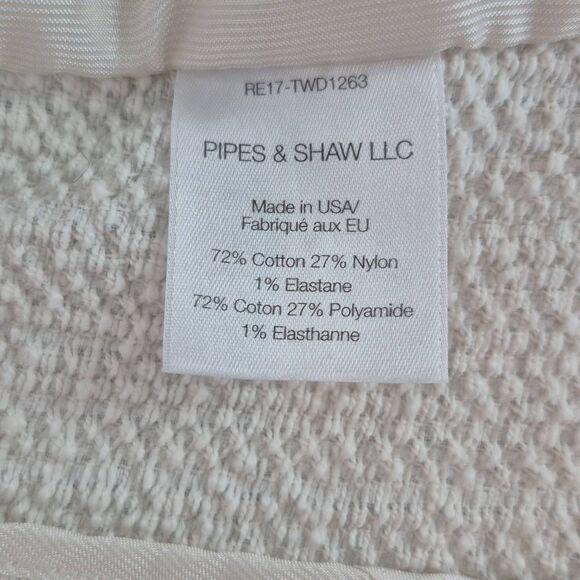 RE17-TWD1263
PIPES & SHAW LLC
Made in USA/
Fabriqué aux EU
72% Cotton 27% Nylon
1% Elastane
72% Coton 27% Polyamide
1% Elasthanne